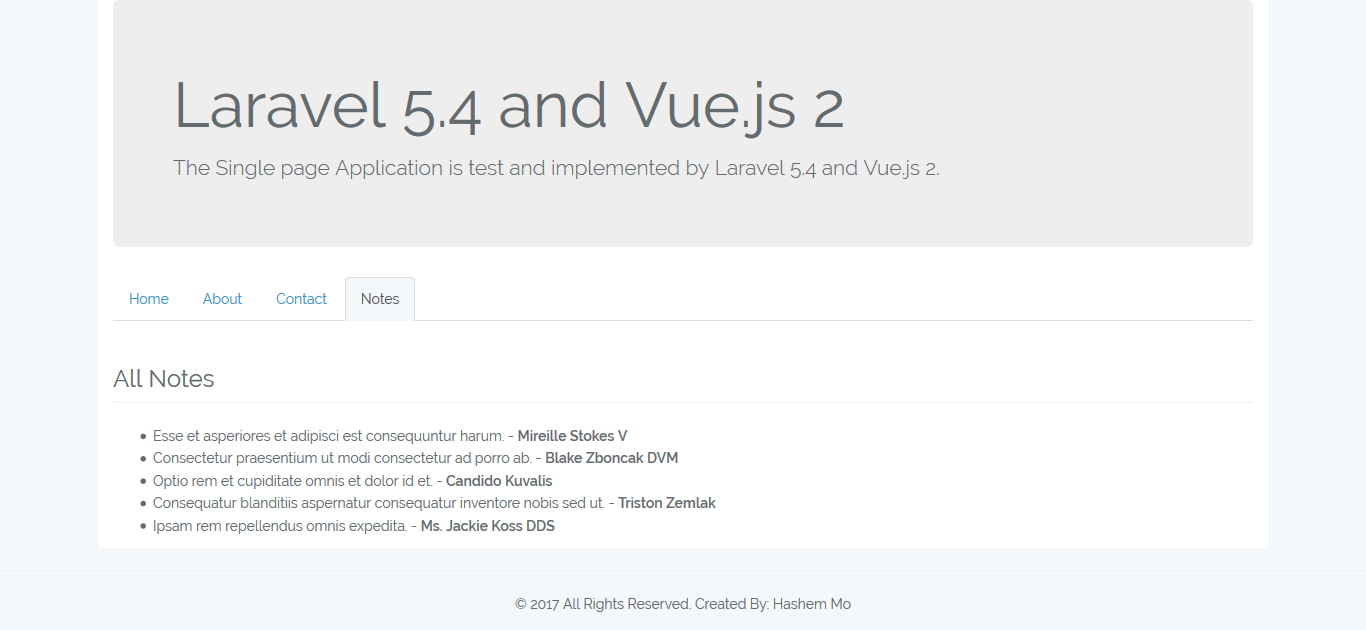 Laravel 5.4 and Vue.js 2
The Single page Application is test and implemented by Laravel 5.4 and Vue.js 2.
Home About Contact Notes
All Notes
• Esse et asperiores et adipisci est consequuntur harum. - Mireille Stokes V
• Consectetur praesentium ut modi consectetur ad porro ab. - Blake Zboncak DVM
• Optio rem et cupiditate omnis et dolor id et. - Candido Kuvalis
• Consequatur blanditiis aspernatur consequatur inventore nobis sed ut. - Triston Zemlak
• Ipsam rem repellendus omnis expedita. - Ms. Jackie Koss DDS
© 2017 All Rights Reserved. Created By: Hashem Mo